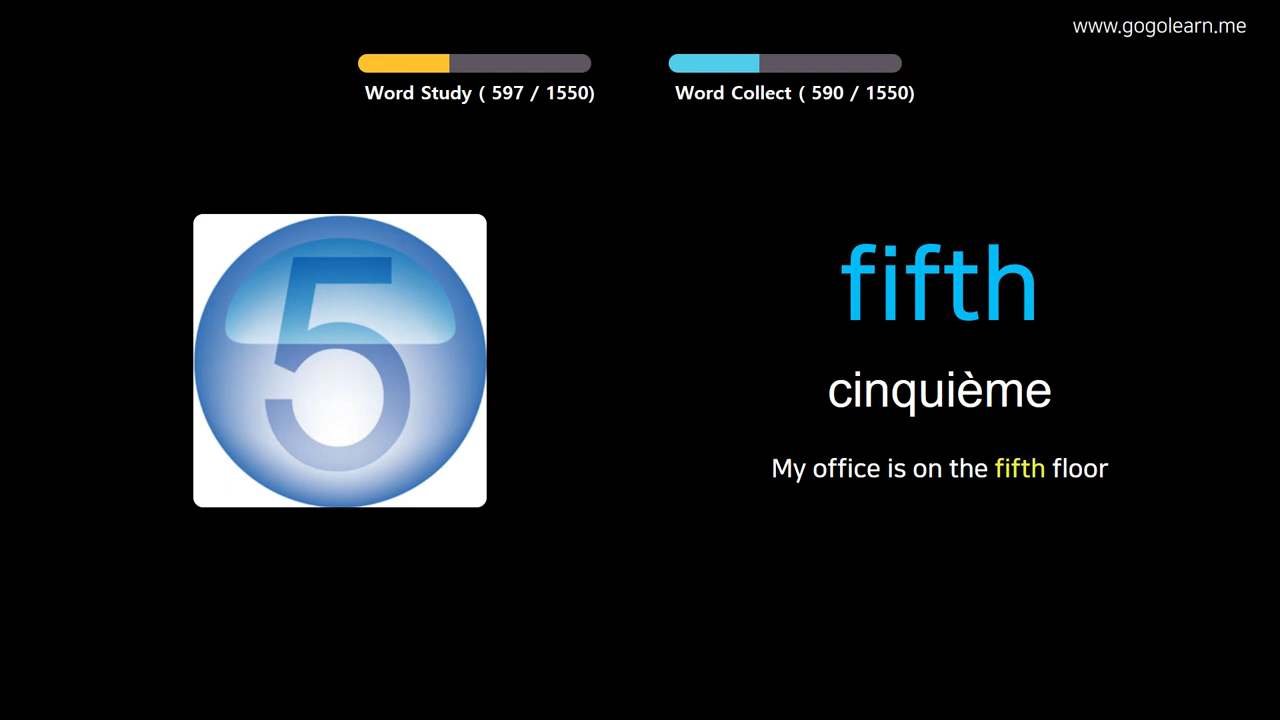 www.gogolearn.me
Word Study ( 597 / 1550)
Word Collect ( 590 / 1550)
5
fifth
cinquième
My office is on the fifth floor